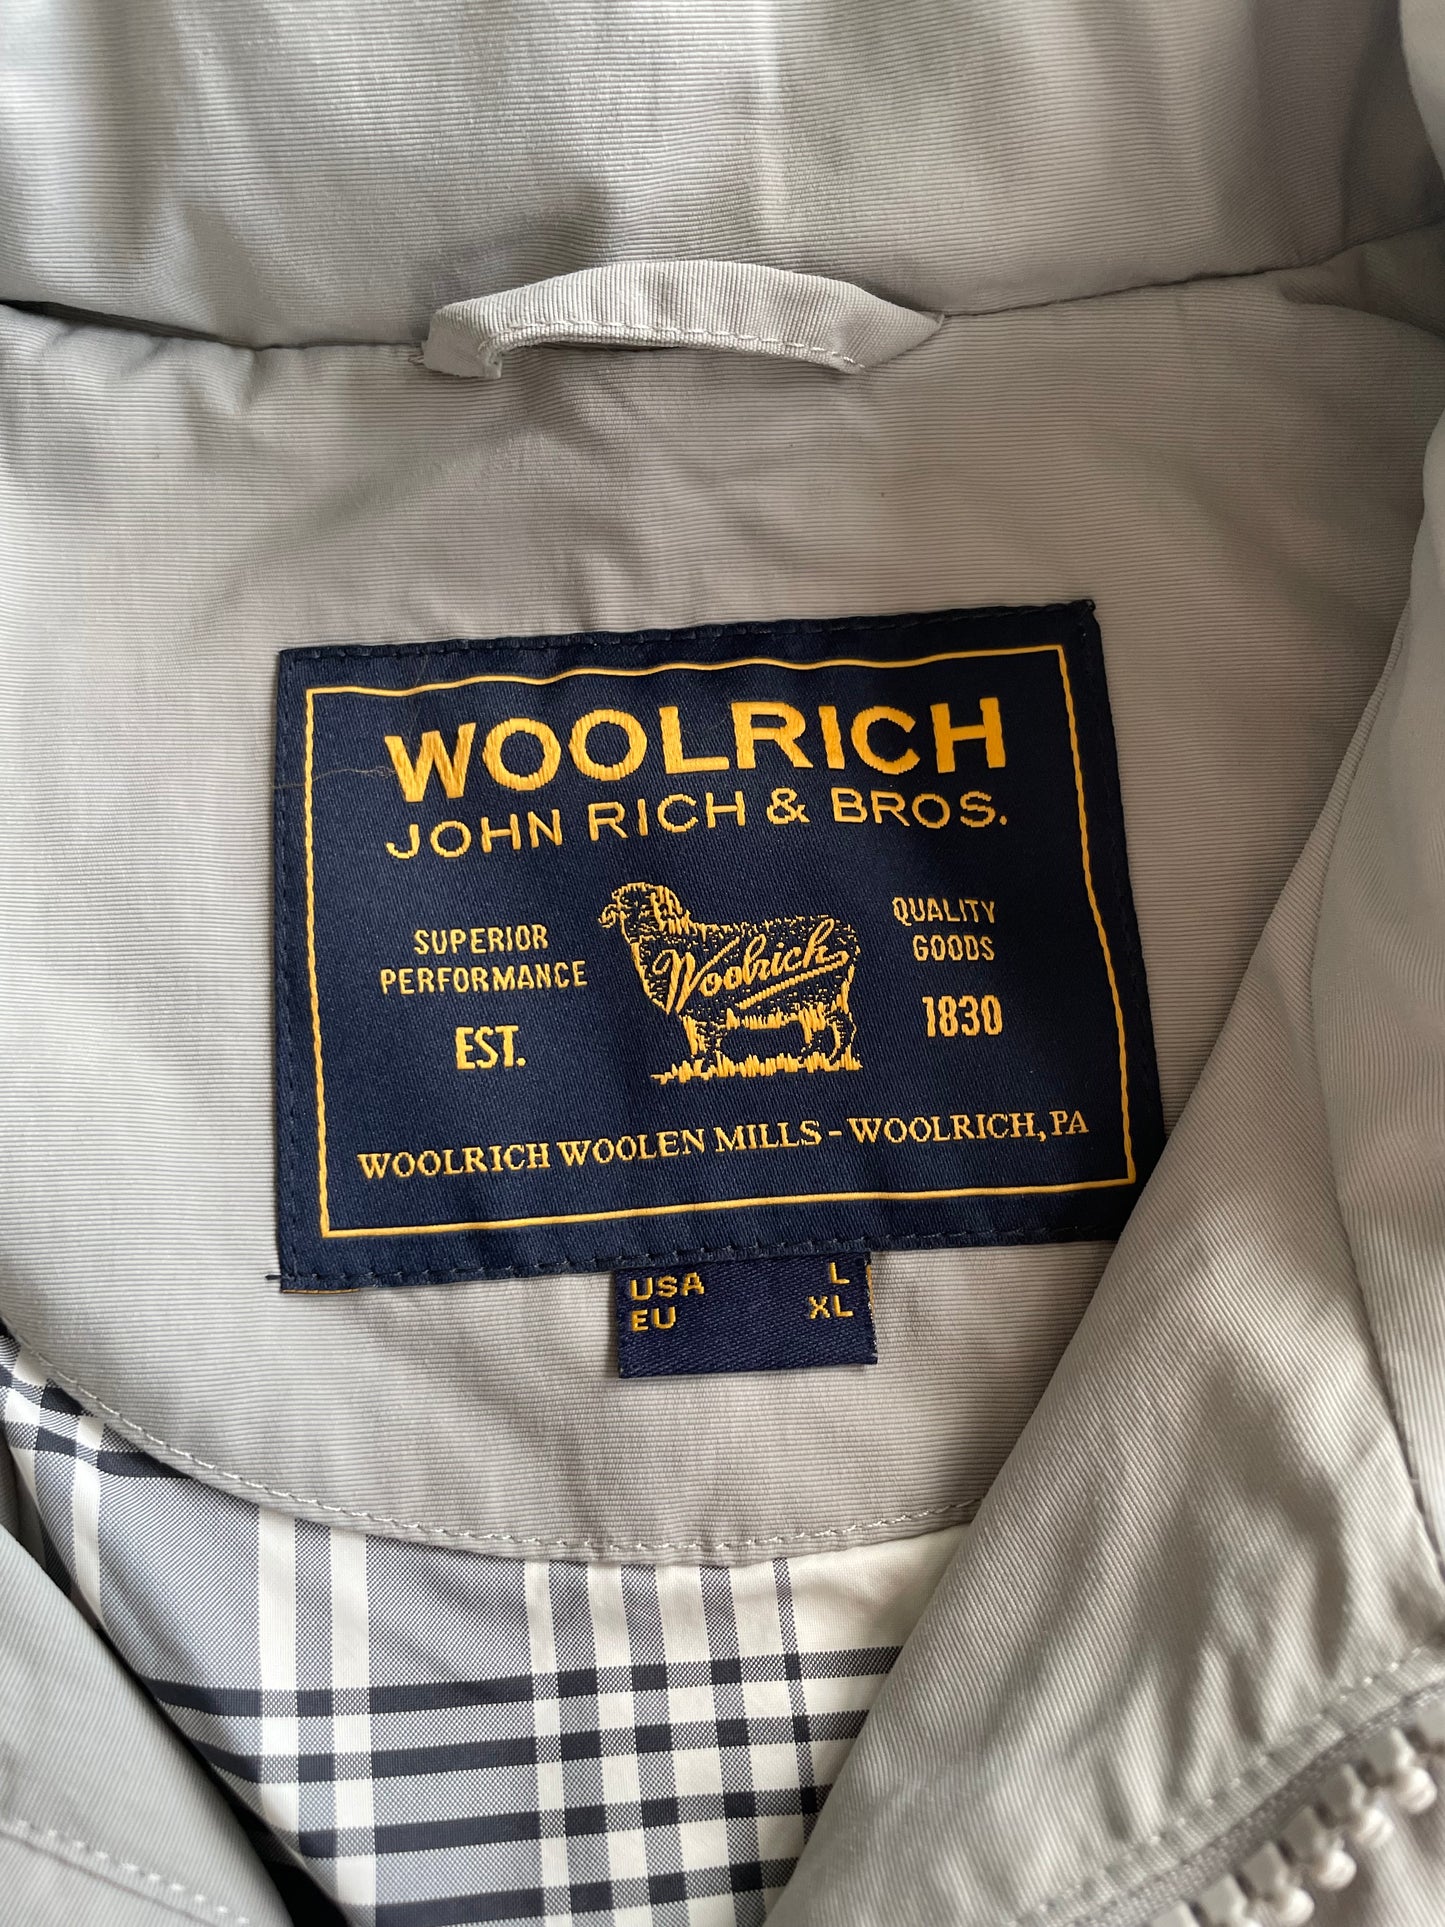 WOOLRICH
JOHN RICH & BROS.
SUPERIOR
PERFORMANCE
EST.
Woolrich
QUALITY
GOODS
1830
WOOLRICH WOOLEN MILLS - WOOLRICH, PA
USA L
EU XL